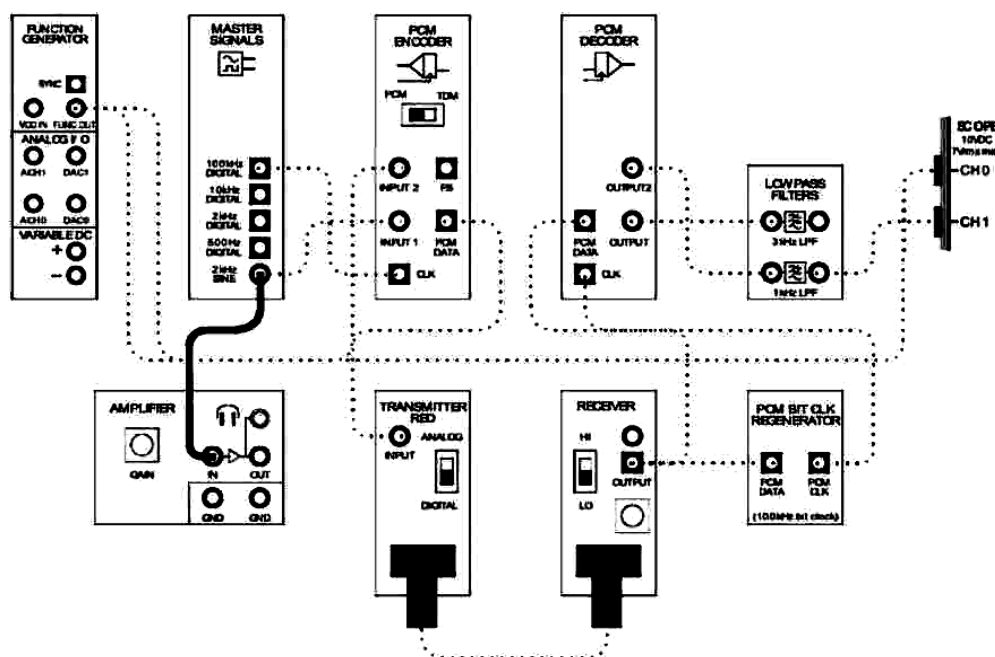 FUNCTION
GENERATOR
SYNC
VCO IN
FUNC OUT
ANALOG I/O
ACH1
DAC1
ACH0
DAC0
VARIABLE DC
+
−
MASTER
SIGNALS
100kHz
DIGITAL
10kHz
DIGITAL
2kHz
DIGITAL
500Hz
DIGITAL
2kHz
SINE
PCM
ENCODER
PCM
TDM
INPUT 2
FS
INPUT 1
PCM
DATA
CLK
PCM
DECODER
OUTPUT2
PCM
DATA
OUTPUT
CLK
LOW PASS
FILTERS
3kHz LPF
1kHz LPF
SCOPE
10VDC
CH0
CH1
AMPLIFIER
GAIN
IN
OUT
GND
GND
TRANSMITTER
RED
INPUT
ANALOG
DIGITAL
RECEIVER
HI
OUTPUT
LO
PCM BIT CLK
REGENERATOR
PCM
DATA
PCM
CLK
(100kHz bit clock)